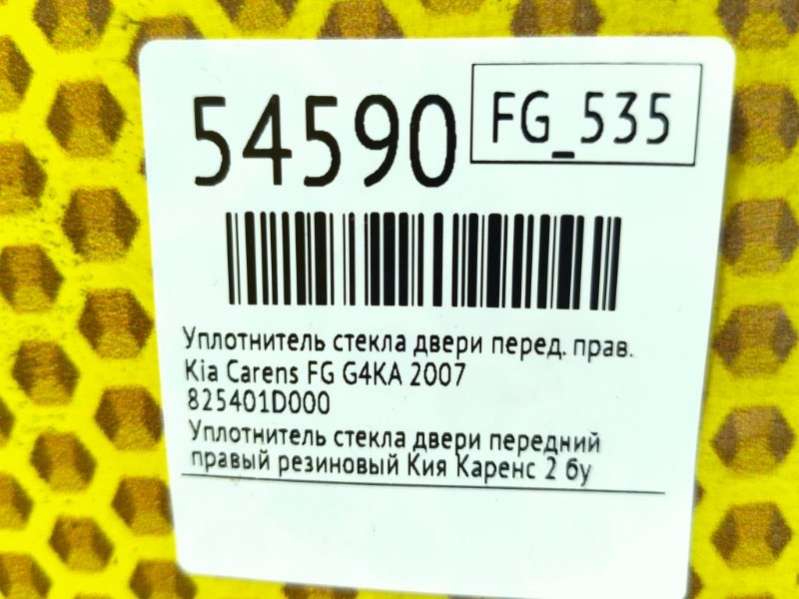 54590
FG_535
Уплотнитель стекла двери перед. прав.
Kia Carens FG G4KA 2007
825401D000
Уплотнитель стекла двери передний
правый резиновый Кия Каренс 2 бу